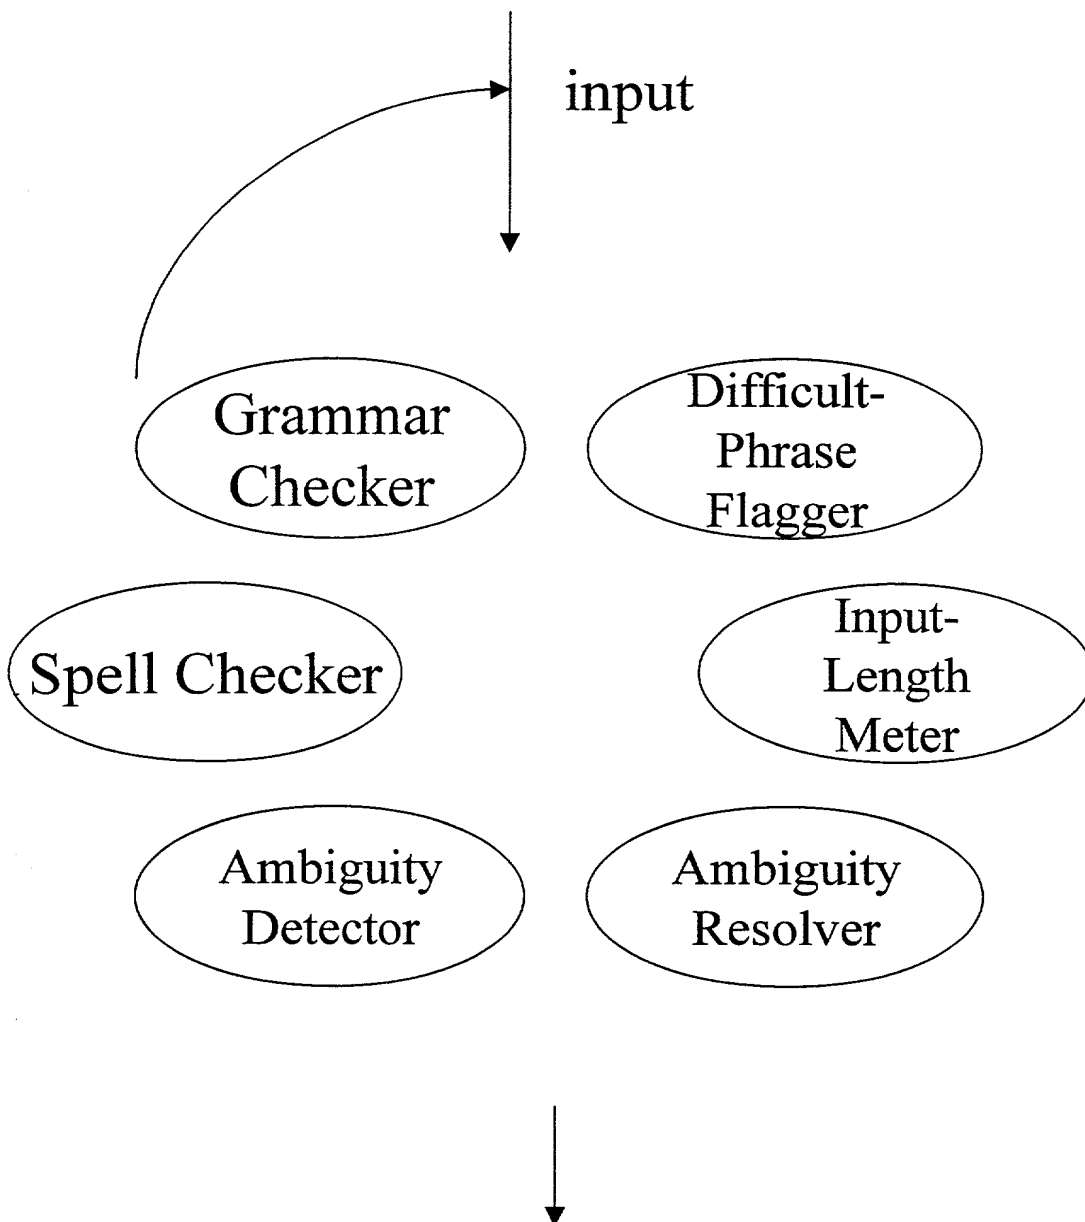 input
Grammar
Checker
Difficult-
Phrase
Flagger
Spell Checker
Input-
Length
Meter
Ambiguity
Detector
Ambiguity
Resolver